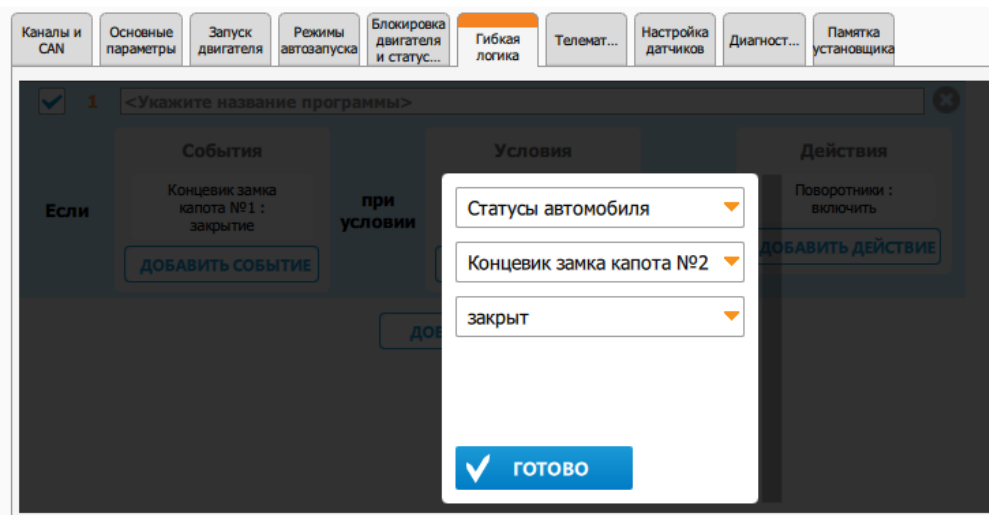 Каналы и
CAN
Основные
параметры
Запуск
двигателя
Режимы
автозапуска
Блокировка
двигателя
и статус...
Гибкая
логика
Телемат...
Настройка
датчиков
Диагност...
Памятка
установщика
1 <Укажите название программы>
События
Условия
Действия
Если
Концевик замка
капота №1 :
закрытие
при
условии
Поворотники :
включить
ДОБАВИТЬ СОБЫТИЕ
ДОБАВИТЬ ДЕЙСТВИЕ
Статусы автомобиля
Концевик замка капота №2
закрыт
ГОТОВО